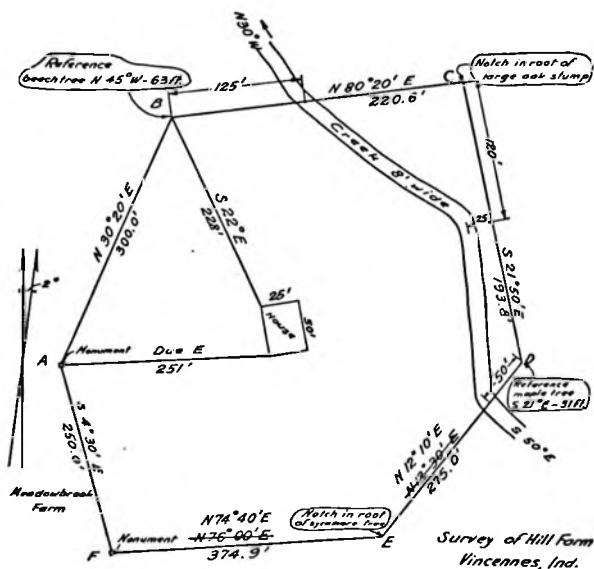 Reference
beech tree N 45° W - 63 ft.
B
125'
N 30° W
N 80° 20' E
220.6'
C
Notch in root of
large oak stump
Creek 8' wide
120'
25'
S 21° 50' E
193.8'
N 30° 20' E
300.0'
S 22° E
228'
25'
House
50'
2°
A
Monument
Due E
251'
D
50'
Reference
maple tree
S 21° E - 31 ft.
S 50° E
S 4° 30' E
250.0'
N 12° 10' E
N 13° 30' E
275.0'
Meadowbrook
Farm
F
Monument
N 74° 40' E
N 76° 00' E
374.9'
Notch in root
of sycamore tree
E
Survey of Hill Farm
Vincennes, Ind.